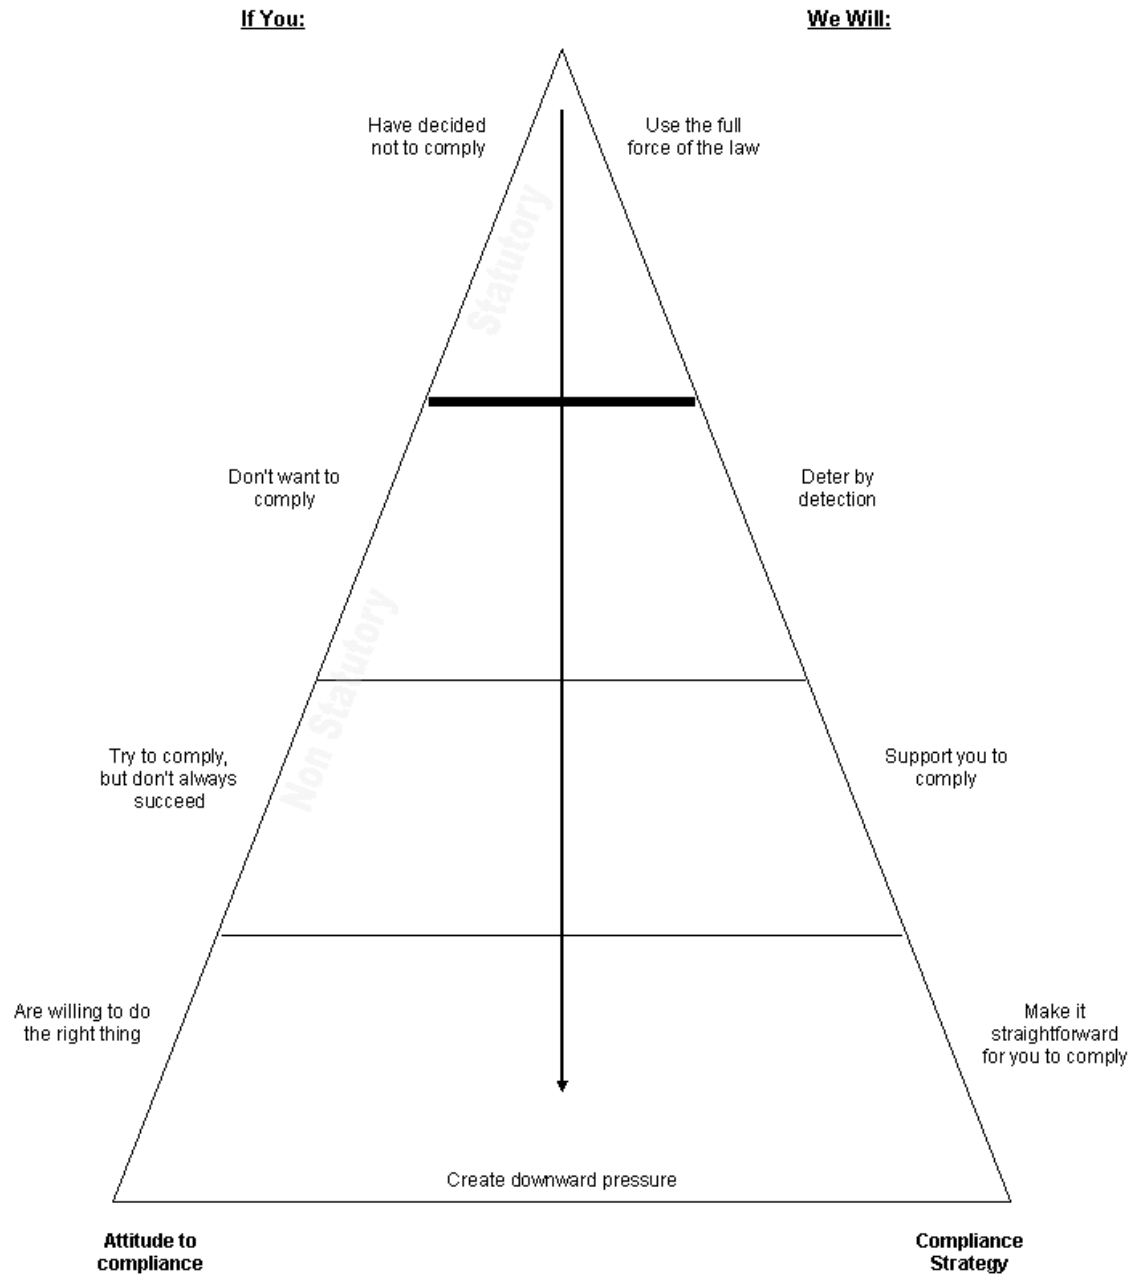 If You:
We Will:
Have decided
not to comply
Use the full
force of the law
Statutory
Don't want to
comply
Deter by
detection
Non Statutory
Try to comply,
but don't always
succeed
Support you to
comply
Are willing to do
the right thing
Make it
straightforward
for you to comply
Create downward pressure
Attitude to
compliance
Compliance
Strategy